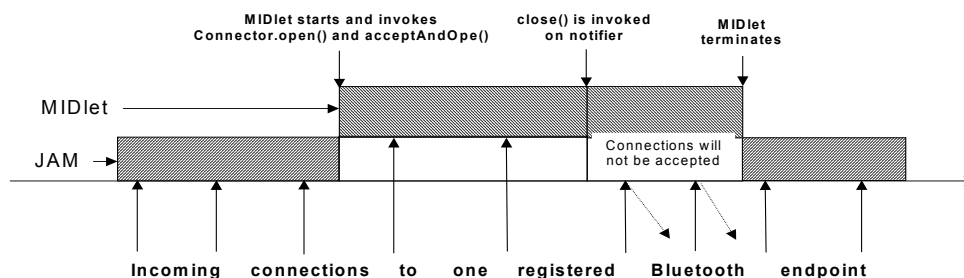 MIDlet starts and invokes
Connector.open() and acceptAndOpe()
close() is invoked
on notifier
MIDlet
terminates
MIDlet
JAM
Connections will
not be accepted
Incoming connections to one registered Bluetooth endpoint